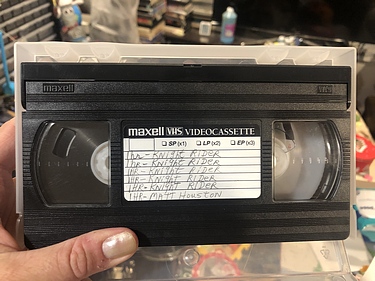 maxell
VHS
maxell VHS VIDEOCASSETTE
☐ SP (x1) ☐ LP (x2) ☐ EP (x3)
1hr - KNIGHT RIDER
1hr - KNIGHT RIDER
1HR - KNIGHT RIDER
1HR - KNIGHT RIDER
1HR - KNIGHT RIDER
1HR - MATT HOUSTON